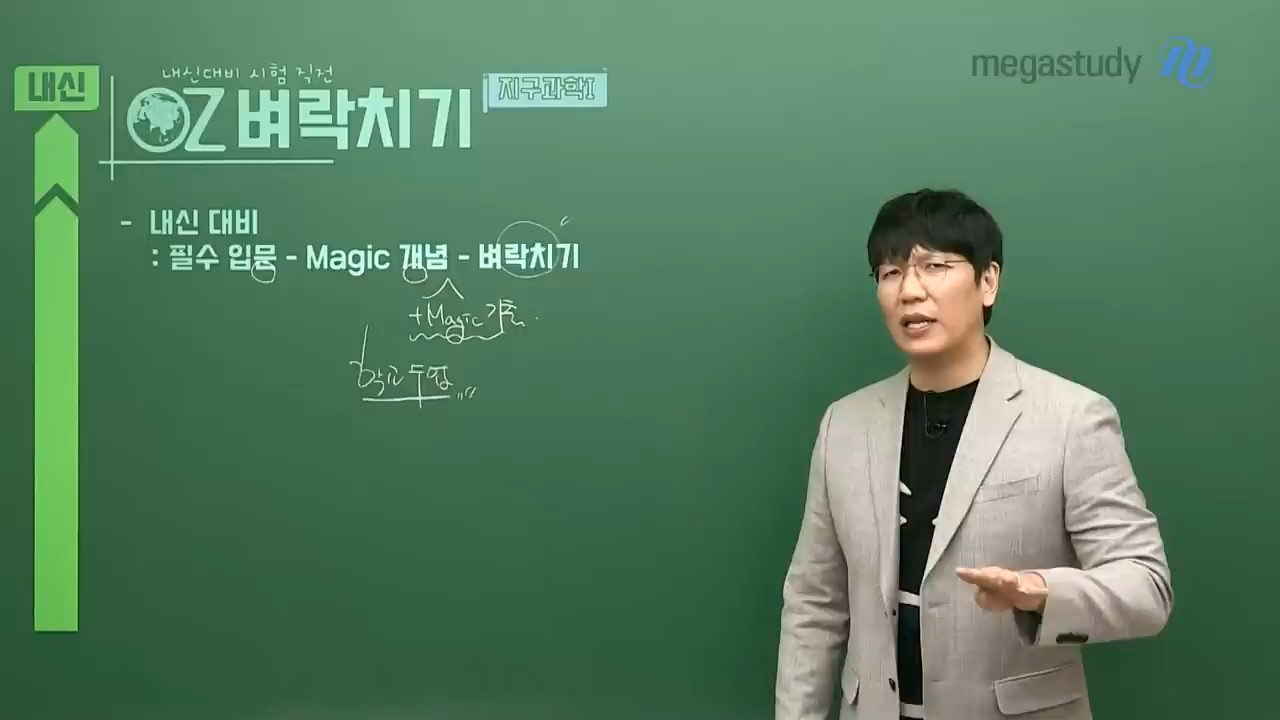 내신
내신대비 시험 직전
OZ 벼락치기
지구과학I
megastudy
- 내신 대비
: 필수 입문 - Magic 개념 - 벼락치기
+Magic 기출
학교 수업